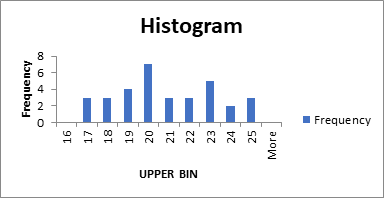 Histogram
8
6
4
2
0
Frequency
16 17 18 19 20 21 22 23 24 25 More
UPPER BIN
Frequency